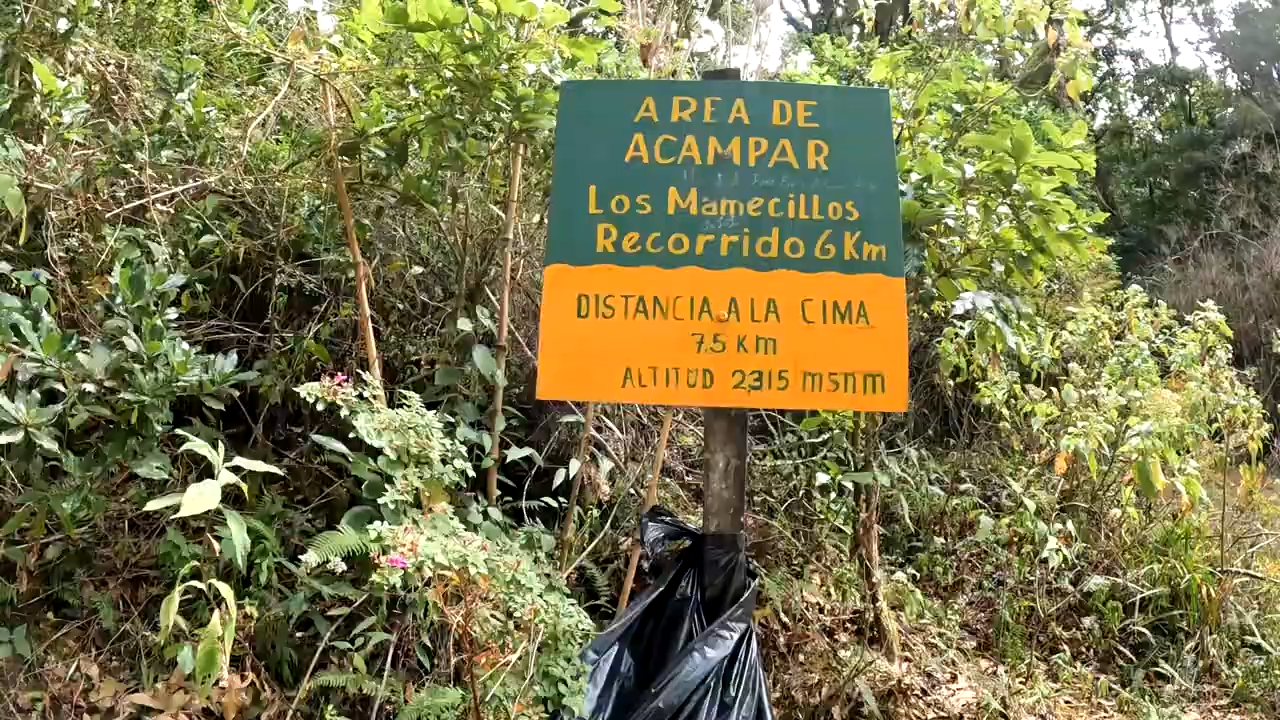 AREA DE
ACAMPAR
Los Mamecillos
Recorrido 6 Km
DISTANCIA A LA CIMA
7.5 Km
ALTITUD 2315 msnm